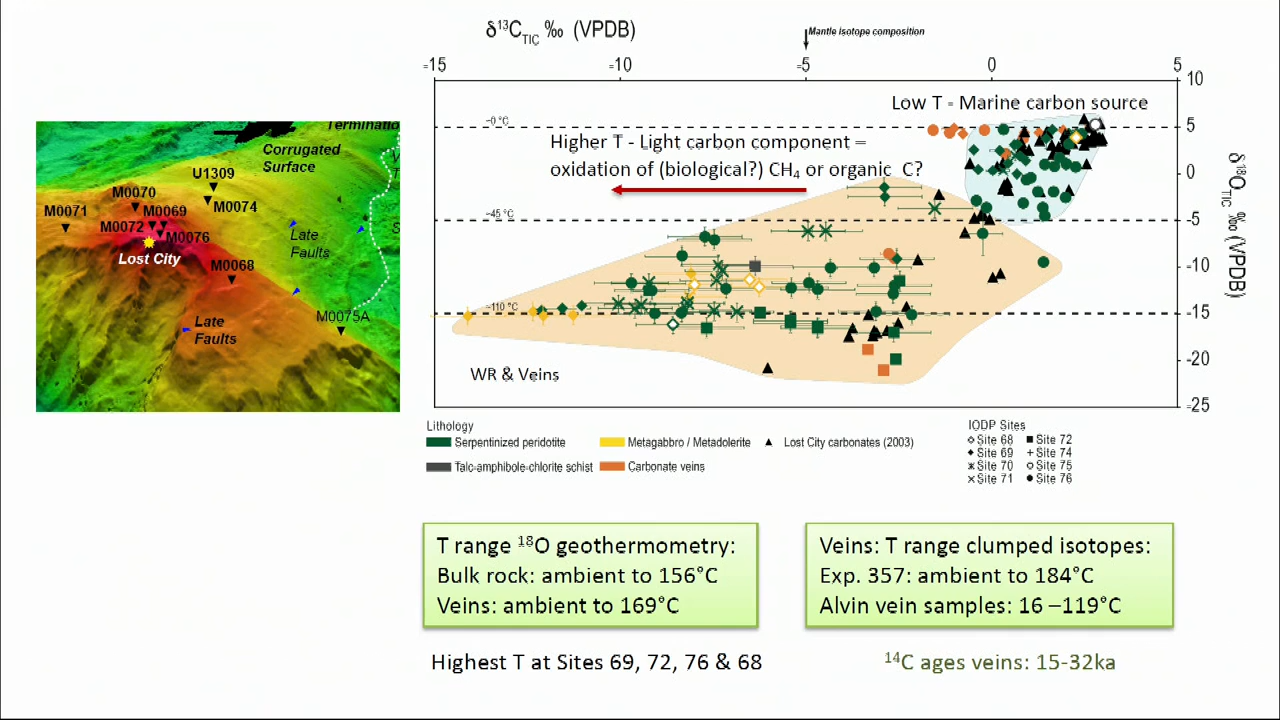 δ¹³C_TIC ‰ (VPDB)
Mantle isotope composition
-15 -10 -5 0 5
10
5
0
-5
-10
-15
-20
-25
δ¹⁸O_TIC ‰ (VPDB)
Low T - Marine carbon source
~0 °C
Higher T - Light carbon component =
oxidation of (biological?) CH₄ or organic C?
~45 °C
~110 °C
WR & Veins
Corrugated
Surface
U1309
M0070
M0074
M0071
M0069
M0072
M0076
Lost City
Late
Faults
M0068
M0075A
Late
Faults
Lithology
Serpentinized peridotite
Metagabbro / Metadolerite
Lost City carbonates (2003)
Talc-amphibole-chlorite schist
Carbonate veins
IODP Sites
Site 68 Site 72
Site 69 Site 74
Site 70 Site 75
Site 71 Site 76
T range ¹⁸O geothermometry:
Bulk rock: ambient to 156°C
Veins: ambient to 169°C
Veins: T range clumped isotopes:
Exp. 357: ambient to 184°C
Alvin vein samples: 16 –119°C
Highest T at Sites 69, 72, 76 & 68
¹⁴C ages veins: 15-32ka